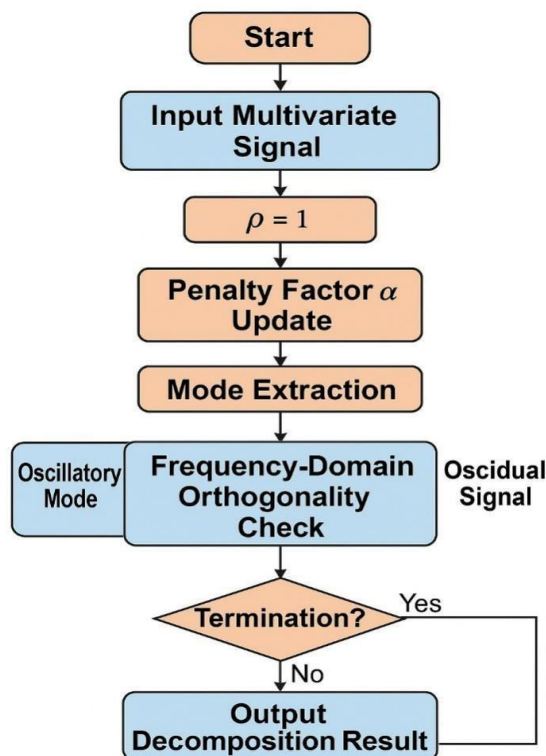 Start
Input Multivariate
Signal
ρ = 1
Penalty Factor α
Update
Mode Extraction
Oscillatory
Mode
Frequency-Domain
Orthogonality
Check
Oscidual
Signal
Termination?
Yes
No
Output
Decomposition Result